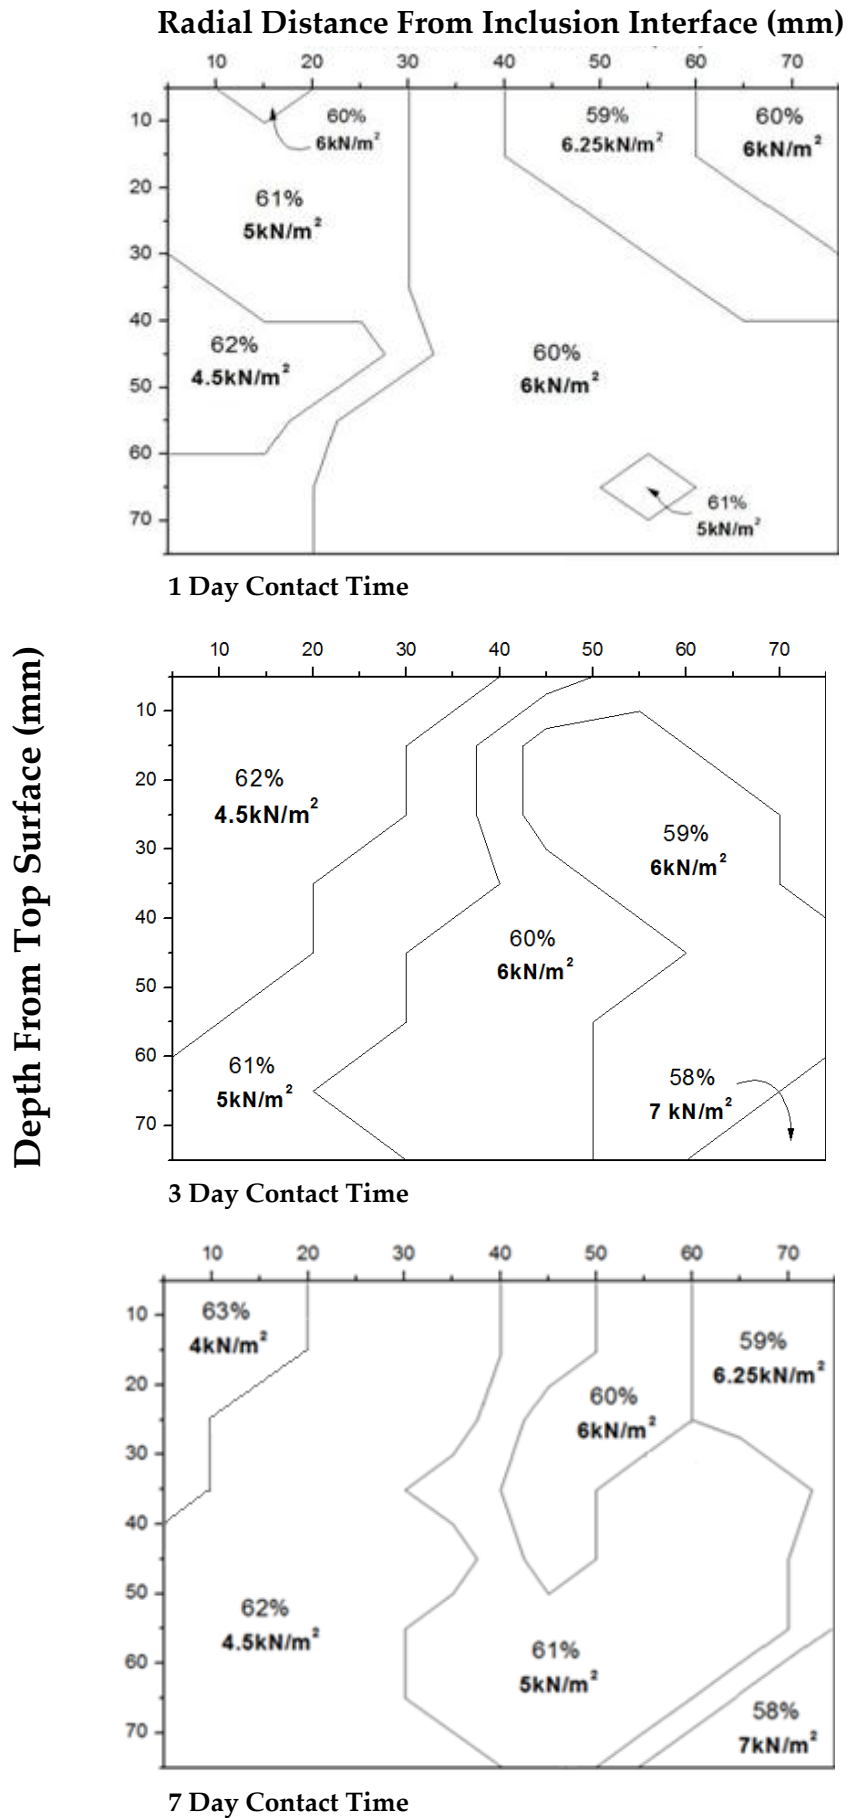 Radial Distance From Inclusion Interface (mm)
10 20 30 40 50 60 70
10
20
30
40
50
60
70
60%
6kN/m²
59%
6.25kN/m²
60%
6kN/m²
61%
5kN/m²
62%
4.5kN/m²
60%
6kN/m²
61%
5kN/m²
1 Day Contact Time
Depth From Top Surface (mm)
10 20 30 40 50 60 70
10
20
30
40
50
60
70
62%
4.5kN/m²
59%
6kN/m²
60%
6kN/m²
61%
5kN/m²
58%
7 kN/m²
3 Day Contact Time
10 20 30 40 50 60 70
10
20
30
40
50
60
70
63%
4kN/m²
59%
6.25kN/m²
60%
6kN/m²
62%
4.5kN/m²
61%
5kN/m²
58%
7kN/m²
7 Day Contact Time